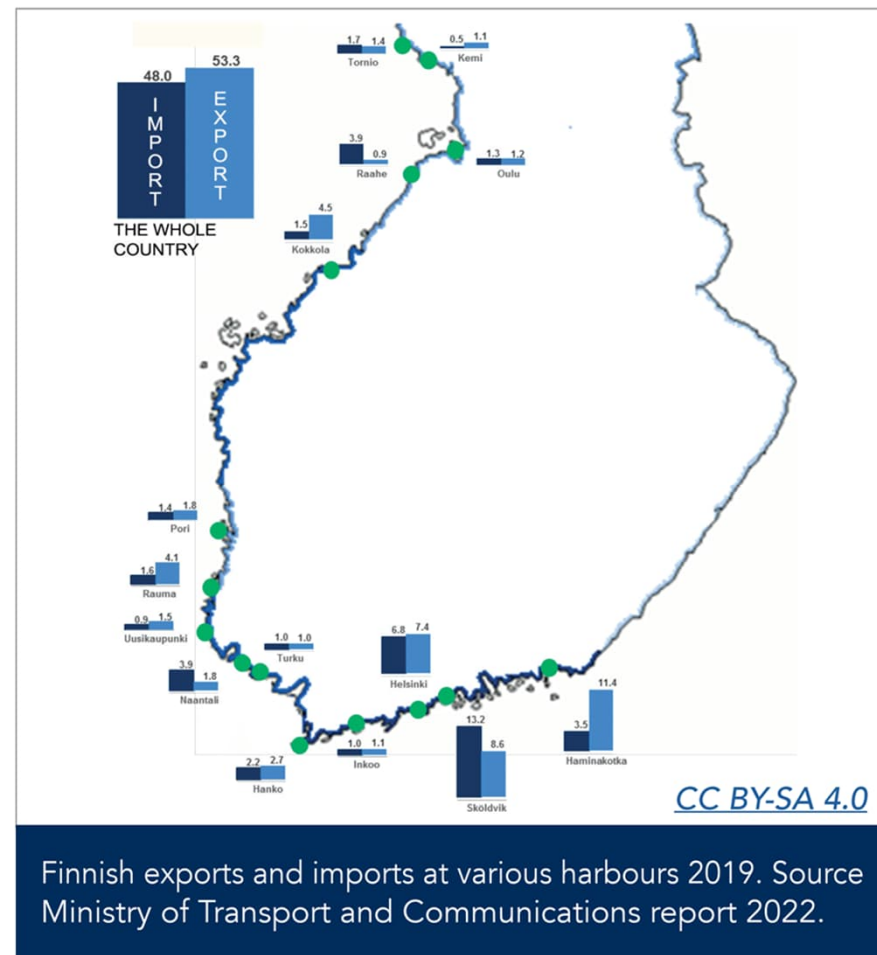 48.0
53.3
IMPORT
EXPORT
THE WHOLE
COUNTRY
1.7 1.4
Tornio
0.5 1.1
Kemi
3.9 0.9
Raahe
1.3 1.2
Oulu
1.5 4.5
Kokkola
1.4 1.8
Pori
1.6 4.1
Rauma
0.9 1.5
Uusikaupunki
3.9 1.8
Naantali
1.0 1.0
Turku
6.8 7.4
Helsinki
2.2 2.7
Hanko
1.0 1.1
Inkoo
13.2 8.6
Sköldvik
3.5 11.4
Haminakotka
CC BY-SA 4.0
Finnish exports and imports at various harbours 2019. Source
Ministry of Transport and Communications report 2022.